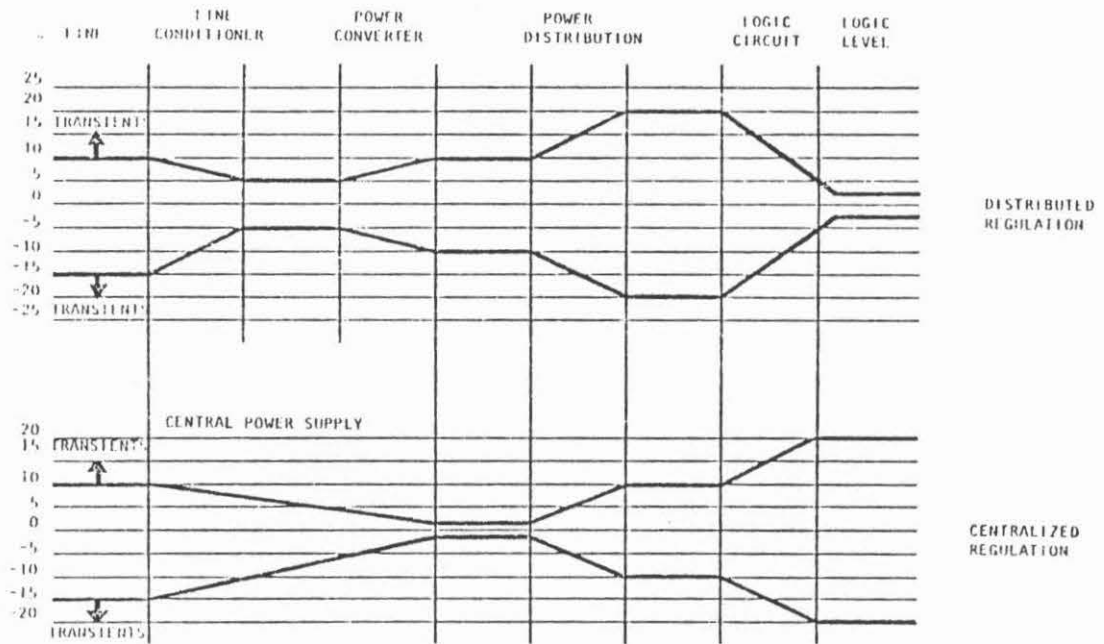 LINE
LINE
CONDITIONER
POWER
CONVERTER
POWER
DISTRIBUTION
LOGIC
CIRCUIT
LOGIC
LEVEL
25
20
15
TRANSIENTS
10
5
0
-5
-10
-15
-20
-25
TRANSIENTS
DISTRIBUTED
REGULATION
CENTRAL POWER SUPPLY
20
15
TRANSIENTS
10
5
0
-5
-10
-15
-20
TRANSIENTS
CENTRALIZED
REGULATION